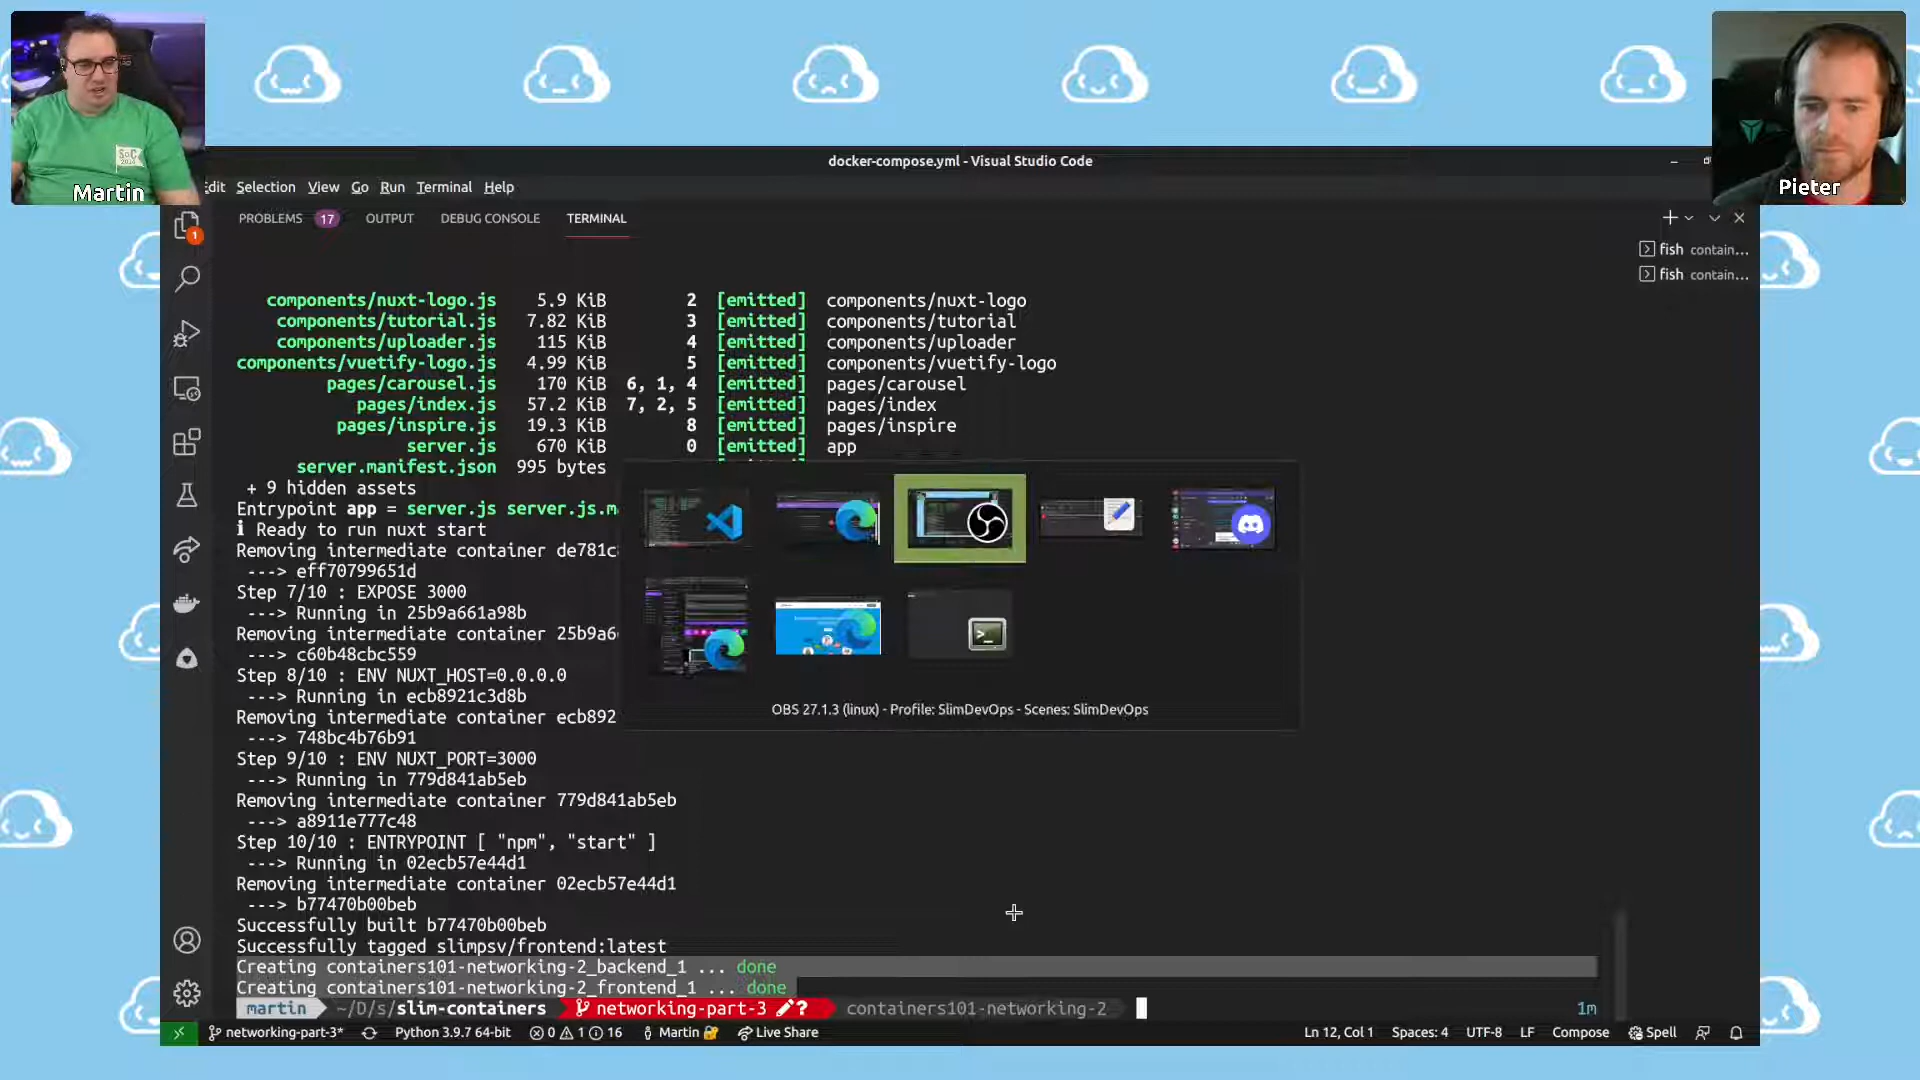 Martin
Pieter
docker-compose.yml - Visual Studio Code
Edit Selection View Go Run Terminal Help
PROBLEMS 17 OUTPUT DEBUG CONSOLE TERMINAL
1
fish contain...
fish contain...
components/nuxt-logo.js 5.9 KiB 2 [emitted] components/nuxt-logo
components/tutorial.js 7.82 KiB 3 [emitted] components/tutorial
components/uploader.js 115 KiB 4 [emitted] components/uploader
components/vuetify-logo.js 4.99 KiB 5 [emitted] components/vuetify-logo
pages/carousel.js 170 KiB 6, 1, 4 [emitted] pages/carousel
pages/index.js 57.2 KiB 7, 2, 5 [emitted] pages/index
pages/inspire.js 19.3 KiB 8 [emitted] pages/inspire
server.js 670 KiB 0 [emitted] app
server.manifest.json 995 bytes
+ 9 hidden assets
Entrypoint app = server.js server.js.m
ℹ Ready to run nuxt start
Removing intermediate container de781c
---> eff70799651d
Step 7/10 : EXPOSE 3000
---> Running in 25b9a661a98b
Removing intermediate container 25b9a6
---> c60b48cbc559
Step 8/10 : ENV NUXT_HOST=0.0.0.0
---> Running in ecb8921c3d8b
Removing intermediate container ecb892
---> 748bc4b76b91
Step 9/10 : ENV NUXT_PORT=3000
---> Running in 779d841ab5eb
Removing intermediate container 779d841ab5eb
---> a8911e777c48
Step 10/10 : ENTRYPOINT [ "npm", "start" ]
---> Running in 02ecb57e44d1
Removing intermediate container 02ecb57e44d1
---> b77470b00beb
Successfully built b77470b00beb
Successfully tagged slimpsv/frontend:latest
Creating containers101-networking-2_backend_1 ... done
Creating containers101-networking-2_frontend_1 ... done
martin ~/D/s/slim-containers networking-part-3 ? containers101-networking-2 1m
OBS 27.1.3 (linux) - Profile: SlimDevOps - Scenes: SlimDevOps
networking-part-3* Python 3.9.7 64-bit 0 1 16 Martin Live Share Ln 12, Col 1 Spaces: 4 UTF-8 LF Compose Spell